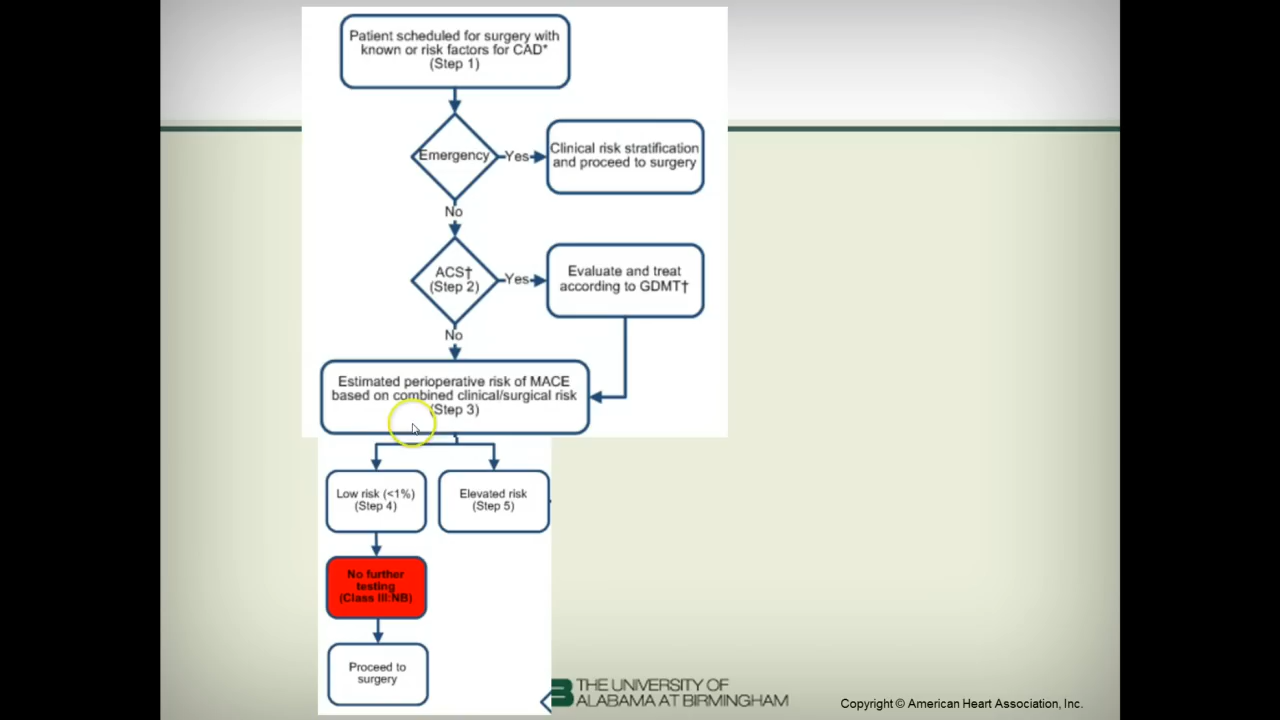 Patient scheduled for surgery with
known or risk factors for CAD*
(Step 1)
Emergency
Yes
Clinical risk stratification
and proceed to surgery
No
ACS†
(Step 2)
Yes
Evaluate and treat
according to GDMT†
No
Estimated perioperative risk of MACE
based on combined clinical/surgical risk
(Step 3)
Low risk (<1%)
(Step 4)
Elevated risk
(Step 5)
No further
testing
(Class III:NB)
Proceed to
surgery
THE UNIVERSITY OF
ALABAMA AT BIRMINGHAM
Copyright © American Heart Association, Inc.